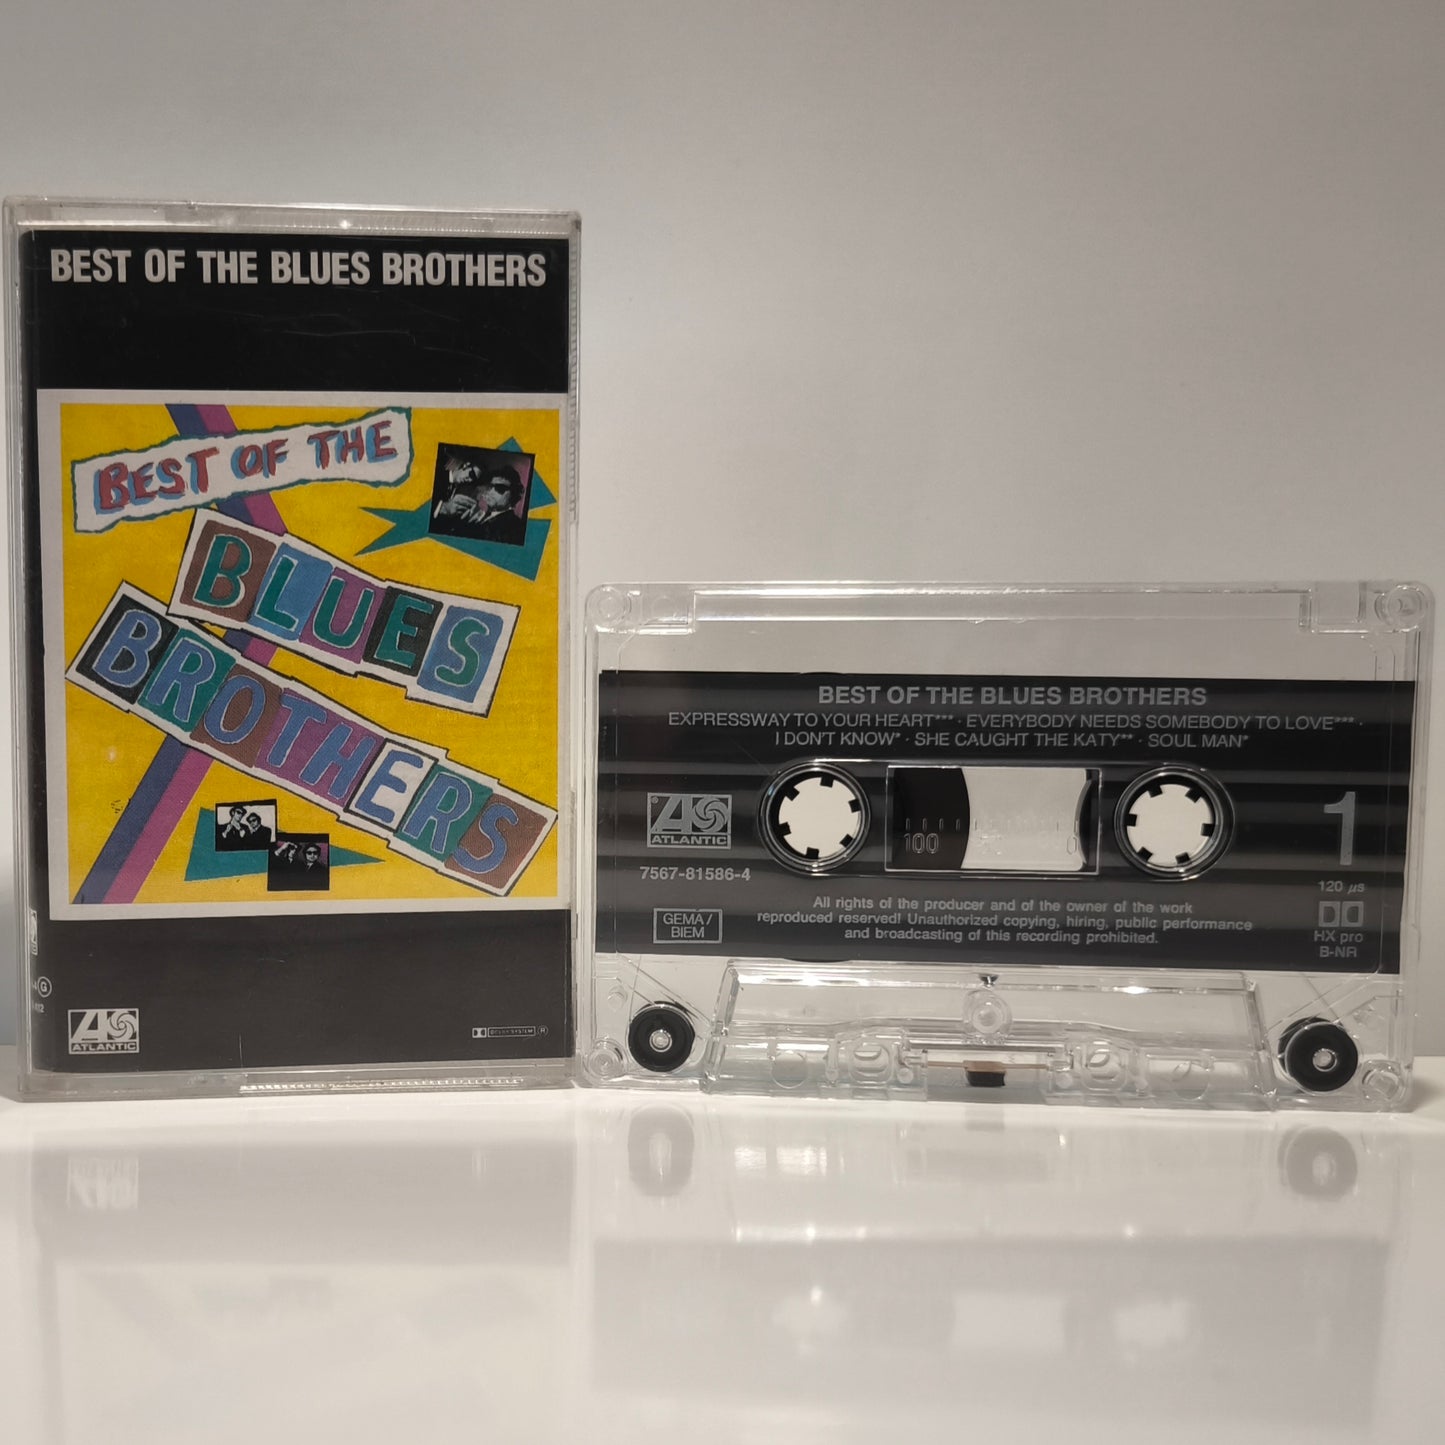 BEST OF THE BLUES BROTHERS
BEST OF THE
BLUES
BROTHERS
G
ATLANTIC
DOLBY SYSTEM ®
BEST OF THE BLUES BROTHERS
EXPRESSWAY TO YOUR HEART*** · EVERYBODY NEEDS SOMEBODY TO LOVE*** ·
I DON'T KNOW* · SHE CAUGHT THE KATY** · SOUL MAN*
ATLANTIC
7567-81586-4
100
0
1
120 µs
HX pro
B-NR
GEMA/
BIEM
All rights of the producer and of the owner of the work
reproduced reserved! Unauthorized copying, hiring, public performance
and broadcasting of this recording prohibited.